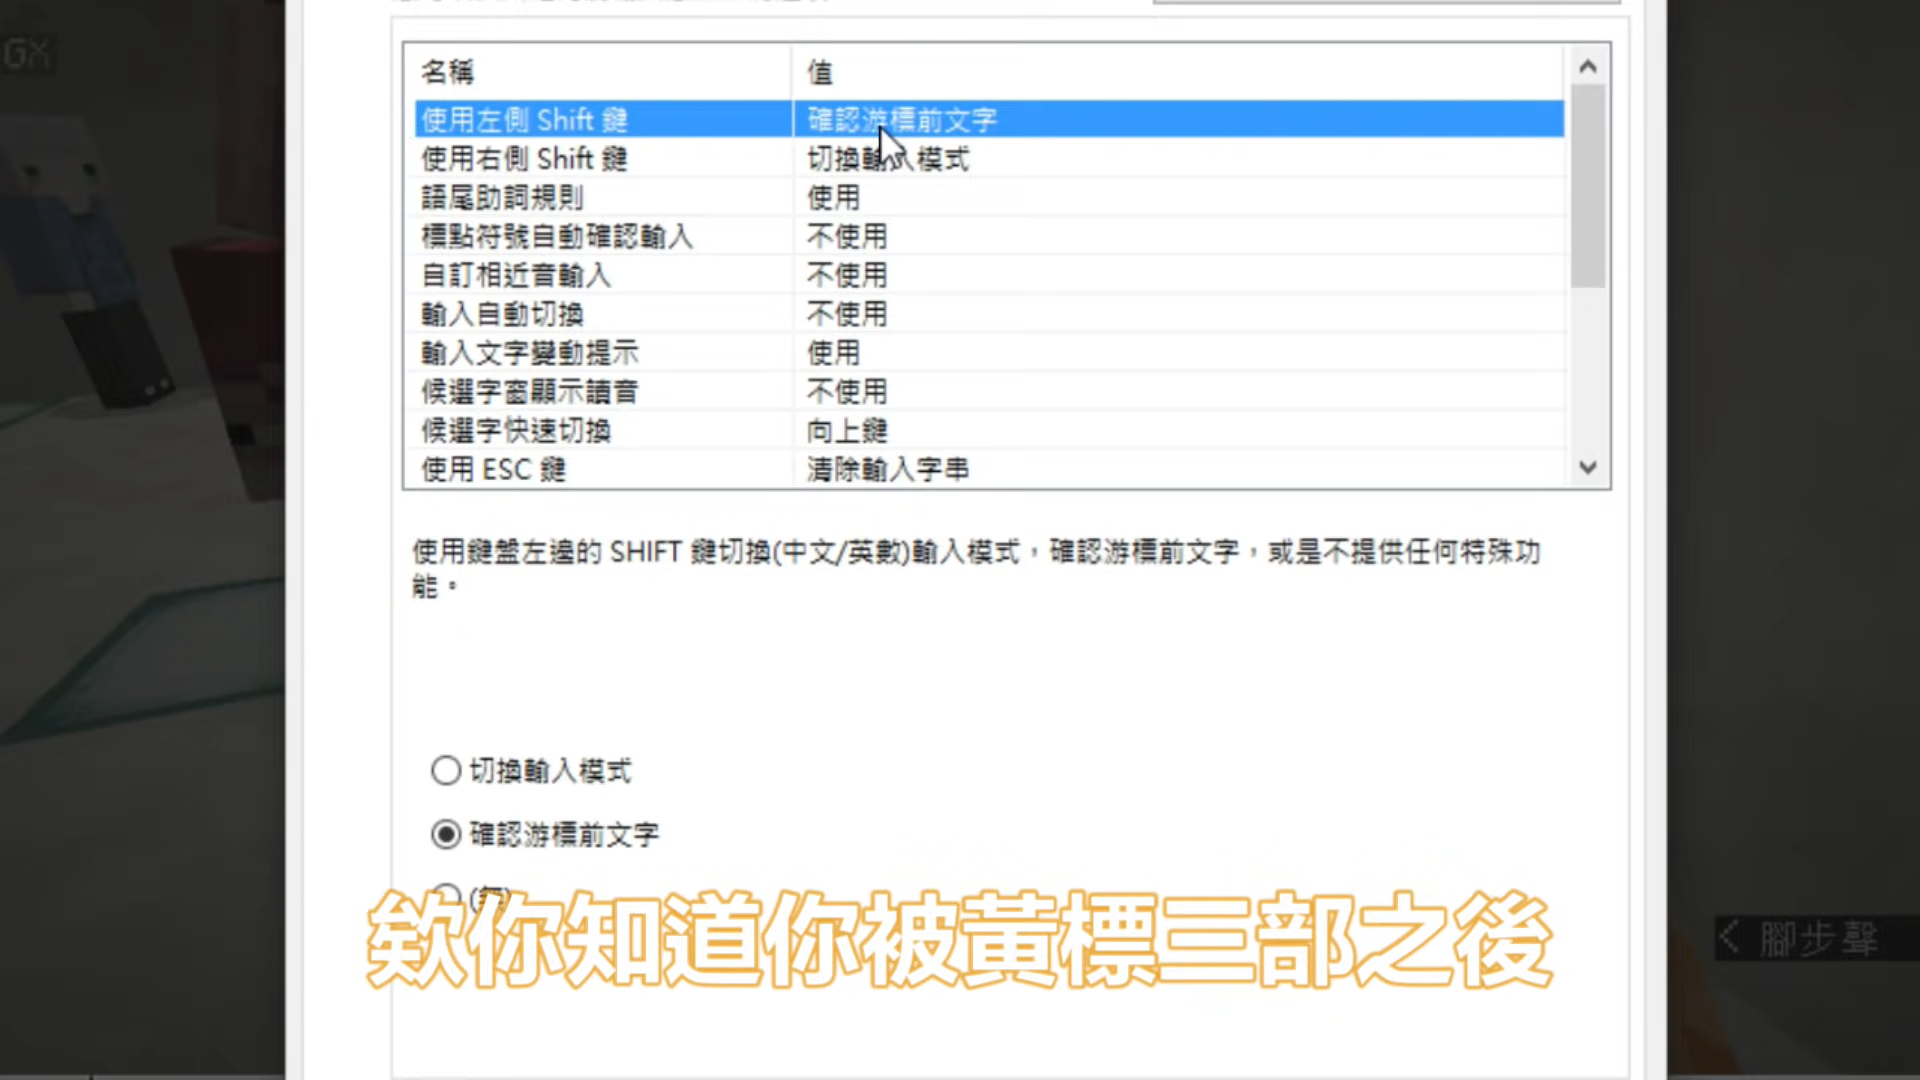 GX
名稱 值
使用左側 Shift 鍵 確認游標前文字
使用右側 Shift 鍵 切換輸入模式
語尾助詞規則 使用
標點符號自動確認輸入 不使用
自訂相近音輸入 不使用
輸入自動切換 不使用
輸入文字變動提示 使用
候選字窗顯示讀音 不使用
候選字快速切換 向上鍵
使用 ESC 鍵 清除輸入字串
使用鍵盤左邊的 SHIFT 鍵切換(中文/英數)輸入模式，確認游標前文字，或是不提供任何特殊功
能。
切換輸入模式
確認游標前文字
欸你知道你被黃標三部之後
< 腳步聲